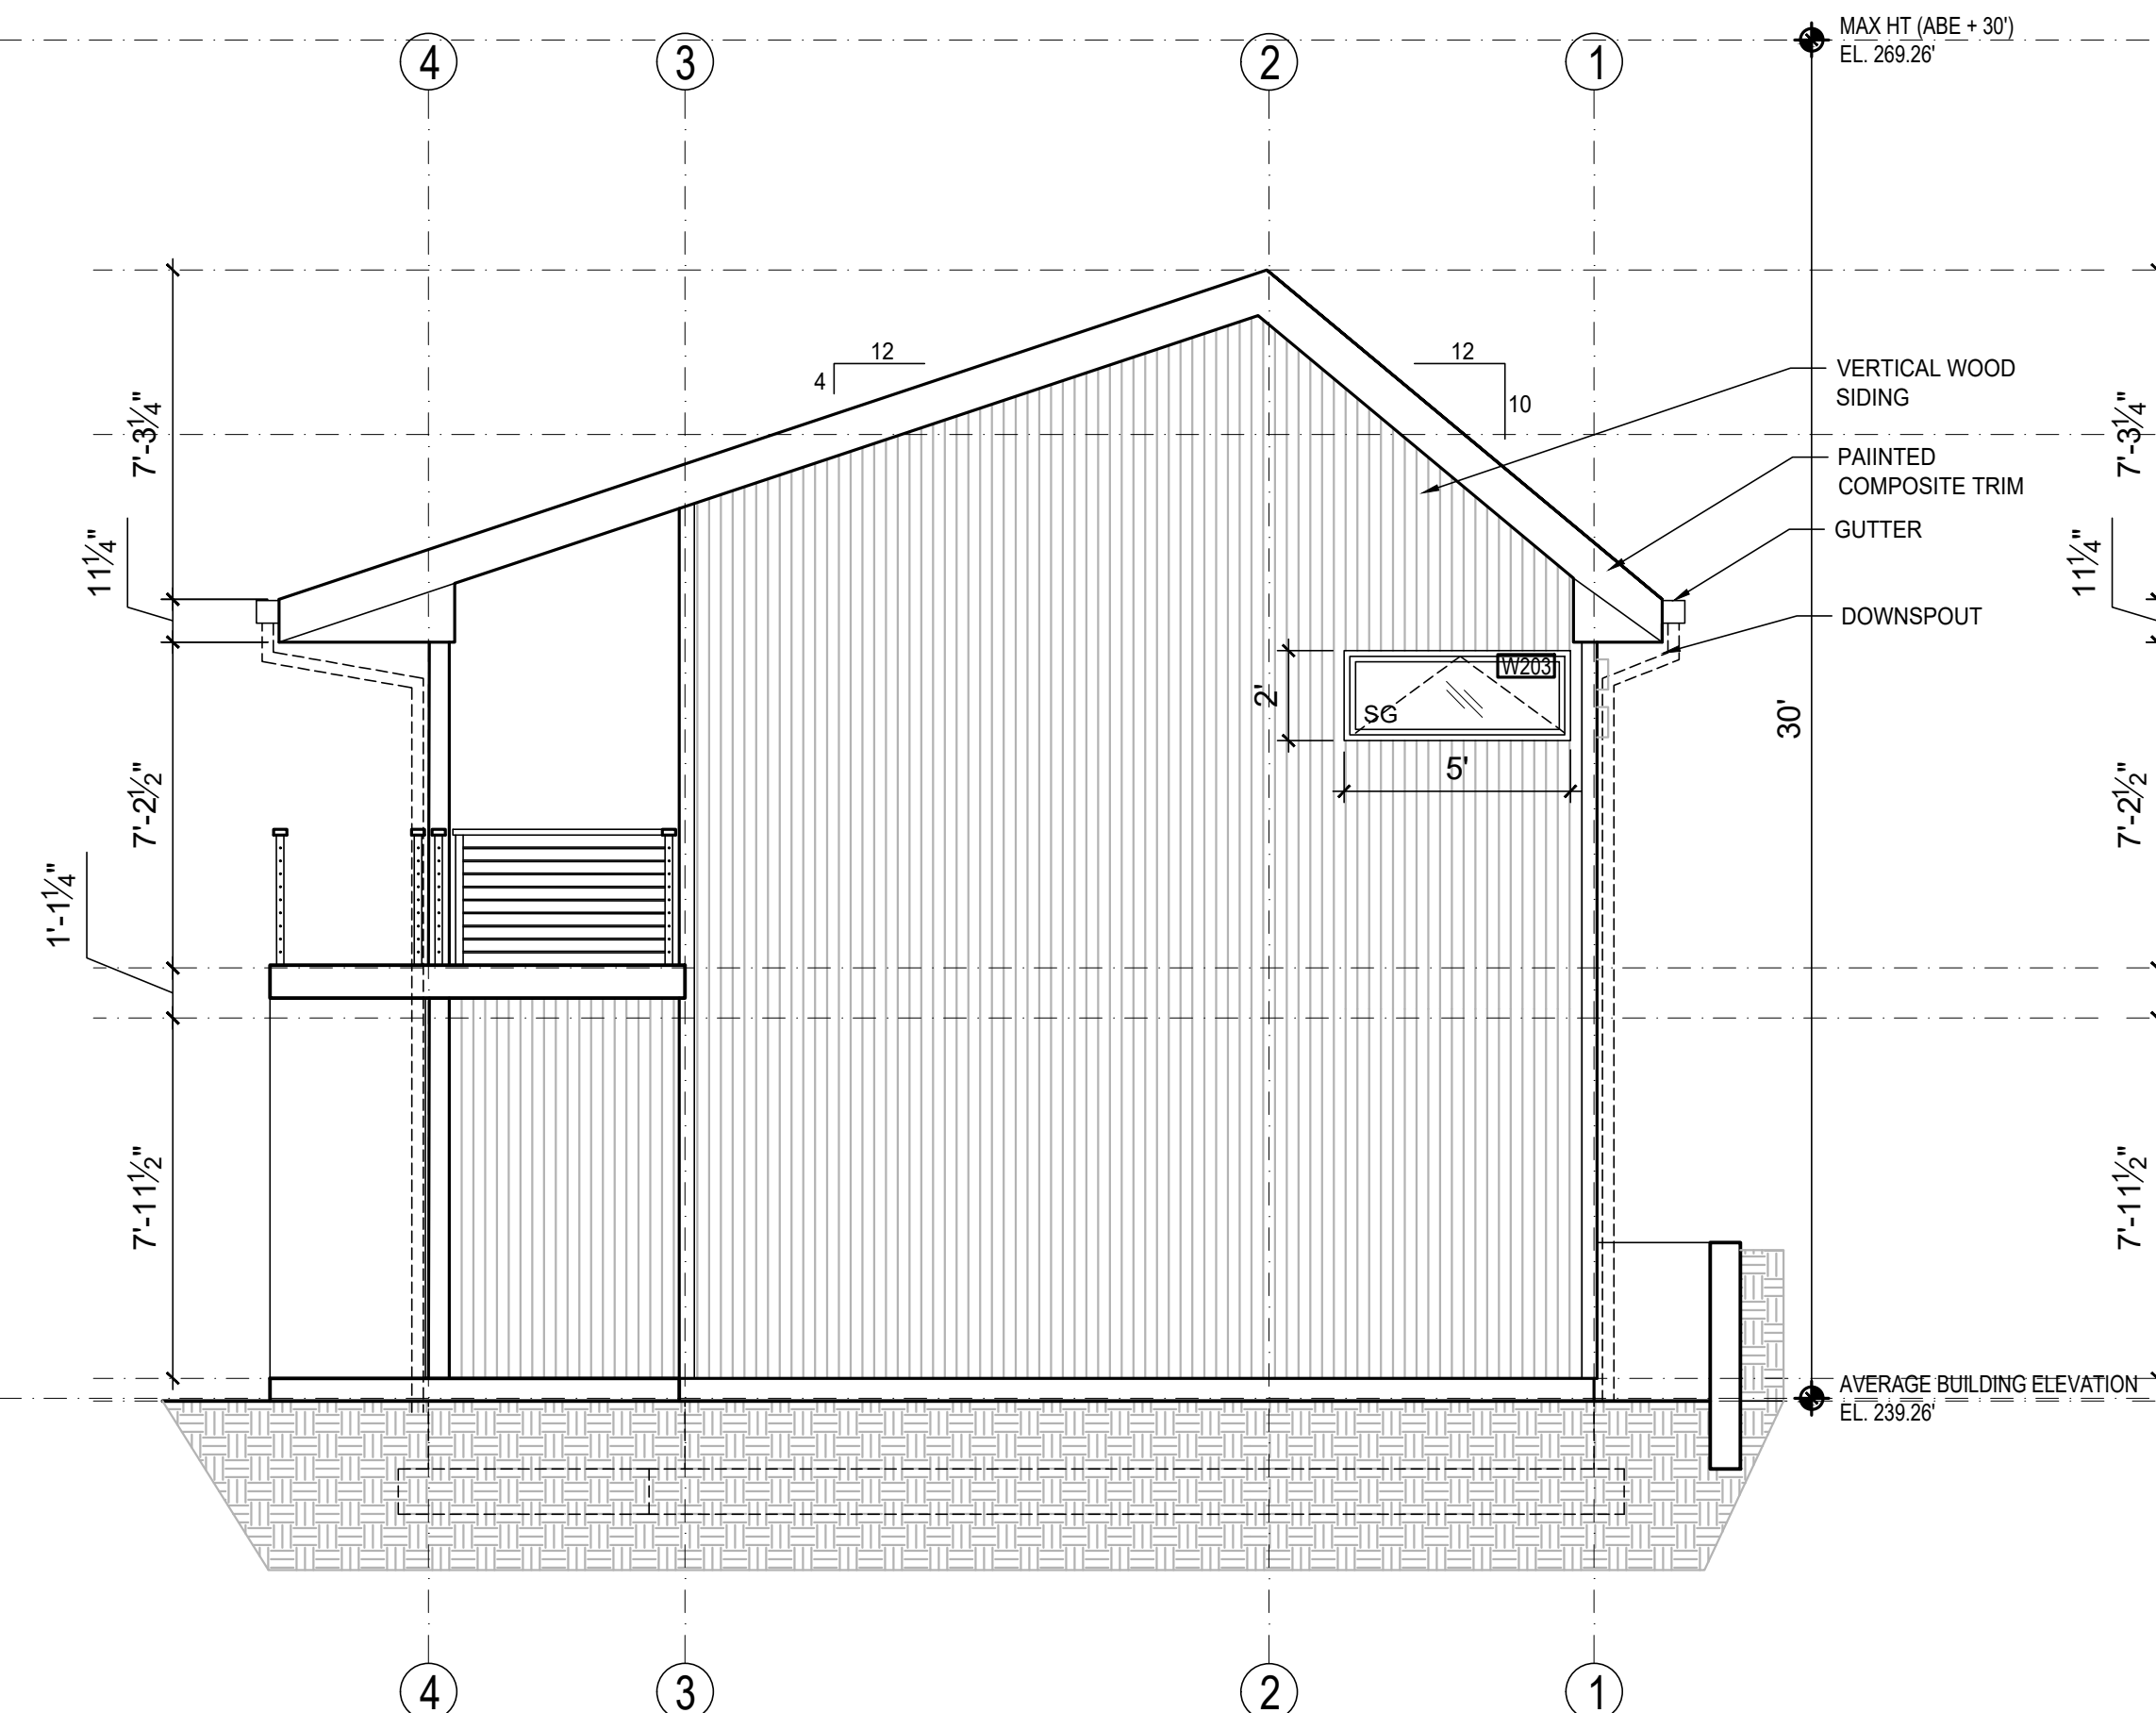 MAX HT (ABE + 30')
EL. 269.26'
4
3
2
1
12
4
12
10
VERTICAL WOOD
SIDING
PAIINTED
COMPOSITE TRIM
GUTTER
DOWNSPOUT
7'-3¼"
11¼"
7'-2½"
1'-1¼"
7'-11½"
W203
SG
2'
5'
30'
7'-3¼"
11¼"
7'-2½"
7'-11½"
AVERAGE BUILDING ELEVATION
EL. 239.26'
4
3
2
1